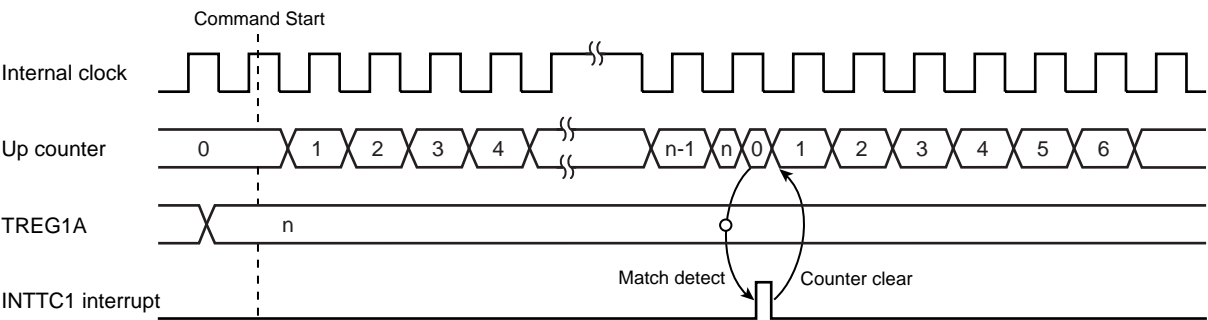 Command Start
Internal clock
Up counter 0 1 2 3 4 n-1 n 0 1 2 3 4 5 6
TREG1A n
Match detect Counter clear
INTTC1 interrupt